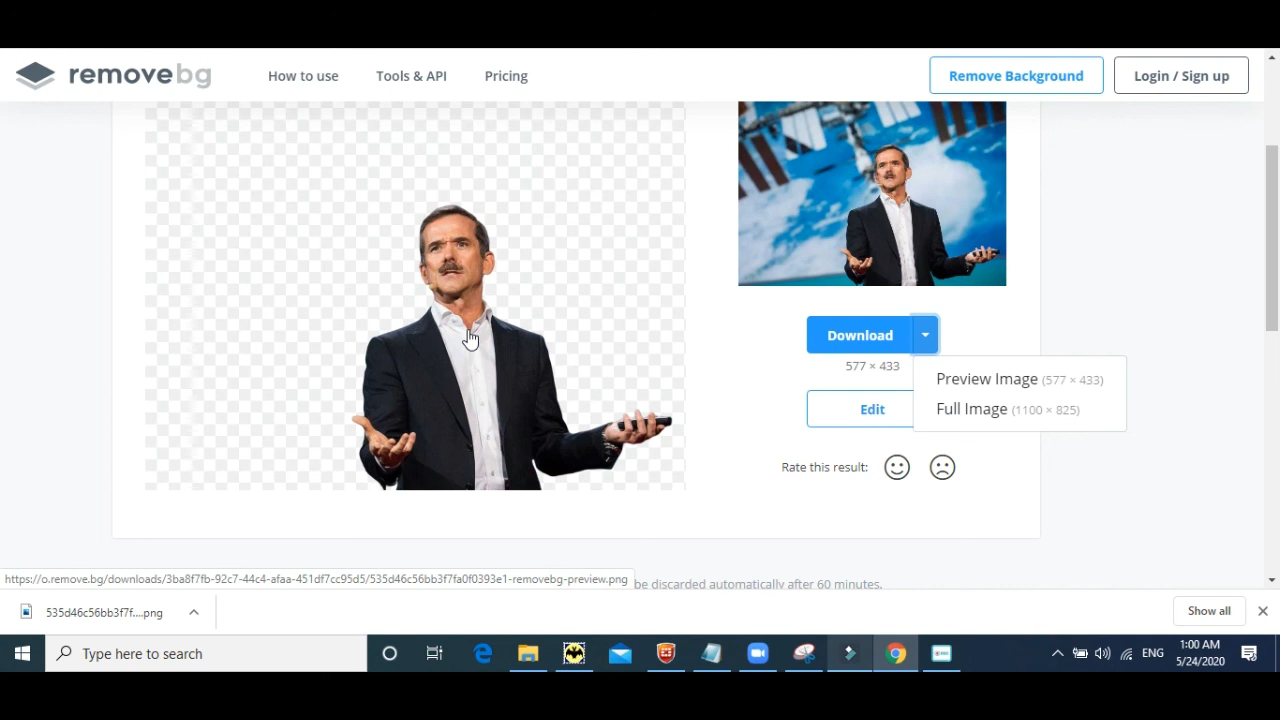 removebg
How to use
Tools & API
Pricing
Remove Background
Login / Sign up
Download
577 × 433
Preview Image (577 × 433)
Full Image (1100 × 825)
Edit
Rate this result:
https://o.remove.bg/downloads/3ba8f7fb-92c7-44c4-afaa-451df7cc95d5/535d46c56bb3f7fa0f0393e1-removebg-preview.png
be discarded automatically after 60 minutes.
535d46c56bb3f7f....png
Show all
Type here to search
ENG
1:00 AM
5/24/2020